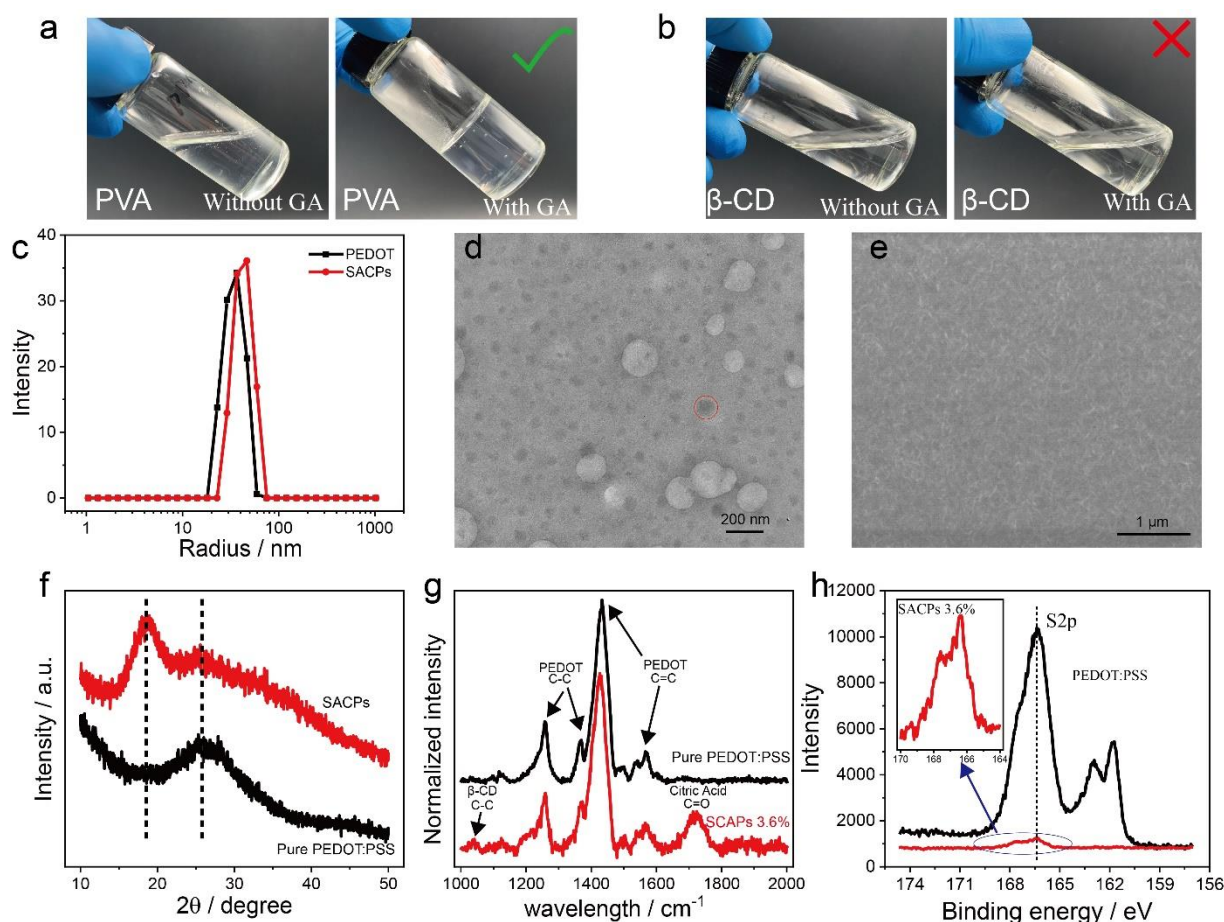 a
PVA
Without GA
PVA
With GA
b
β-CD
Without GA
β-CD
With GA
c
Intensity
40
30
20
10
0
PEDOT
SACPs
1
10
100
1000
Radius / nm
d
200 nm
e
1 µm
f
Intensity / a.u.
SACPs
Pure PEDOT:PSS
10
20
30
40
50
2θ / degree
g
Normalized intensity
PEDOT
C-C
PEDOT
C=C
Pure PEDOT:PSS
β-CD
C-C
Citric Acid
C=O
SCAPs 3.6%
1000
1200
1400
1600
1800
2000
wavelength / cm⁻¹
h
Intensity
12000
10000
8000
6000
4000
2000
0
SACPs 3.6%
170
168
166
164
S2p
PEDOT:PSS
174
171
168
165
162
159
156
Binding energy / eV